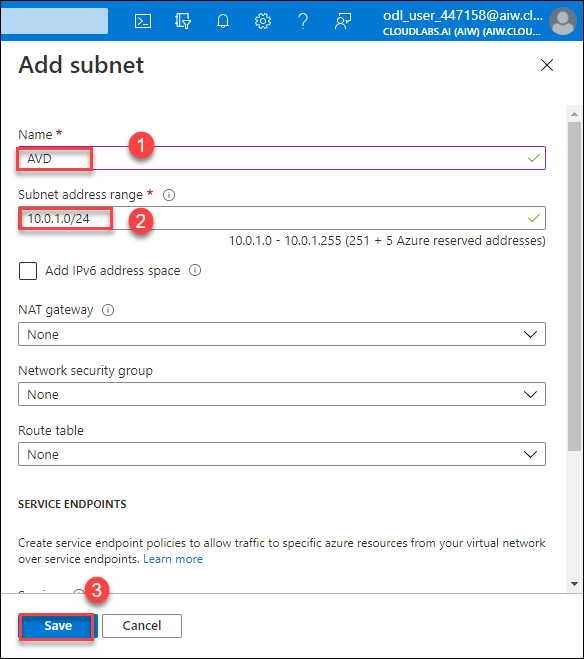 odl_user_447158@aiw.cl...
CLOUDLABS.AI (AIW) (AIW.CLOUD...
Add subnet
Name *
1
AVD
Subnet address range *
10.0.1.0/24
2
10.0.1.0 - 10.0.1.255 (251 + 5 Azure reserved addresses)
Add IPv6 address space
NAT gateway
None
Network security group
None
Route table
None
SERVICE ENDPOINTS
Create service endpoint policies to allow traffic to specific azure resources from your virtual network
over service endpoints. Learn more
3
Save
Cancel